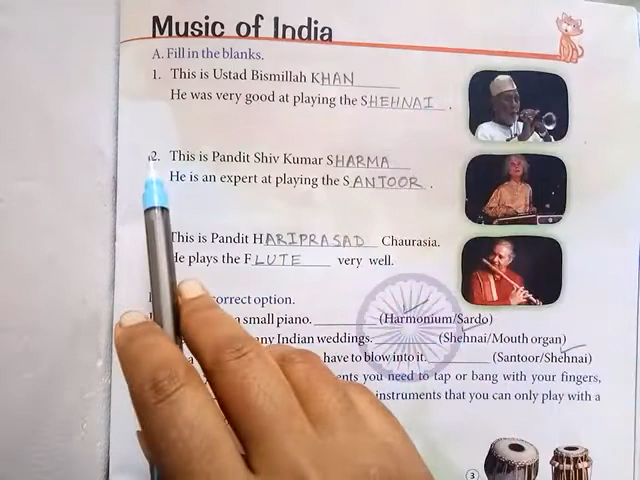 Music of India
A. Fill in the blanks.
1. This is Ustad Bismillah KHAN
He was very good at playing the SHEHNAI.
2. This is Pandit Shiv Kumar SHARMA
He is an expert at playing the SANTOOR.
This is Pandit HARIPRASAD Chaurasia.
He plays the FLUTE very well.
correct option.
a small piano. (Harmonium/Sardo)
any Indian weddings. (Shehnai/Mouth organ)
have to blow into it. (Santoor/Shehnai)
you need to tap or bang with your fingers,
instruments that you can only play with a
3